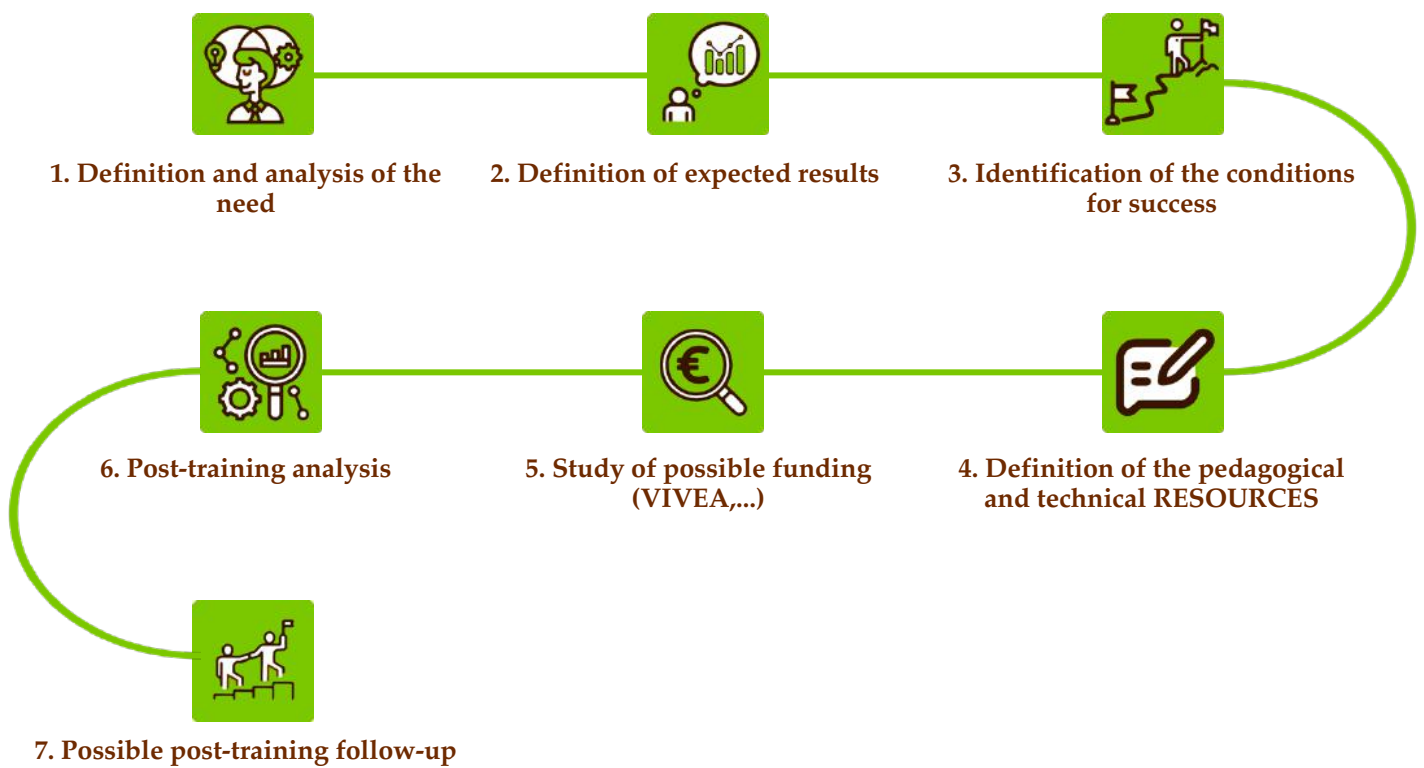 1. Definition and analysis of the
need
2. Definition of expected results
3. Identification of the conditions
for success
4. Definition of the pedagogical
and technical RESOURCES
5. Study of possible funding
(VIVEA,...)
6. Post-training analysis
7. Possible post-training follow-up